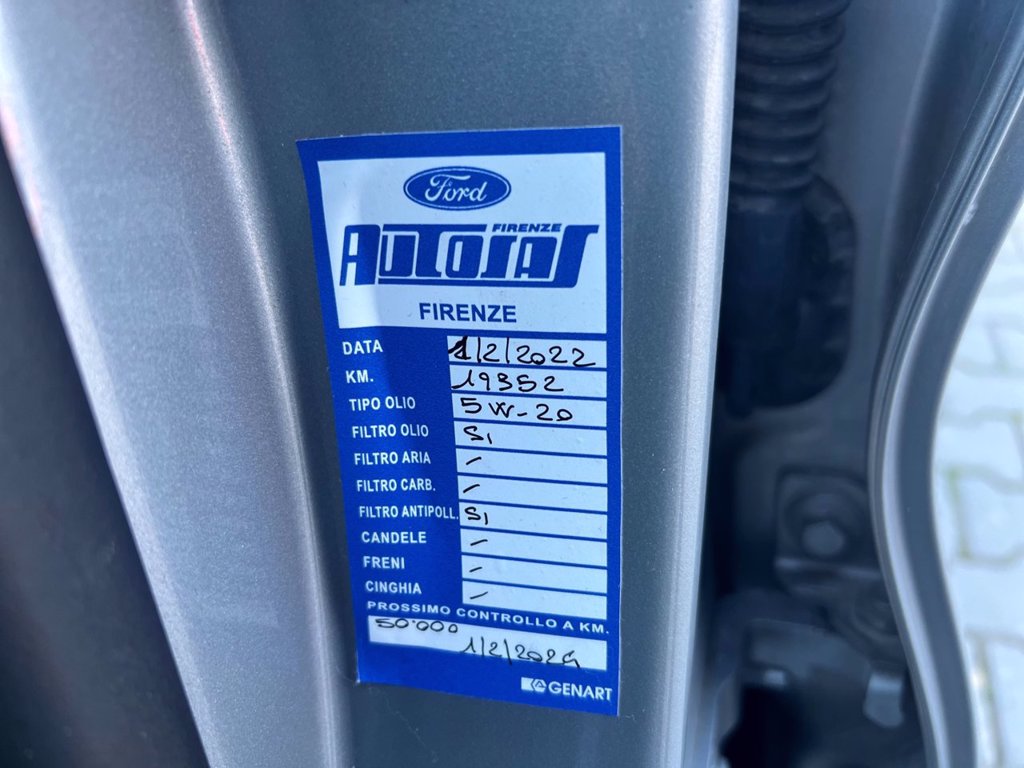 Ford
FIRENZE
AUTOSAS
FIRENZE
DATA 1/2/2022
KM. 19352
TIPO OLIO 5W-20
FILTRO OLIO SI
FILTRO ARIA -
FILTRO CARB. -
FILTRO ANTIPOLL. SI
CANDELE -
FRENI -
CINGHIA -
PROSSIMO CONTROLLO A KM.
50'000
1/2/2024
GENART